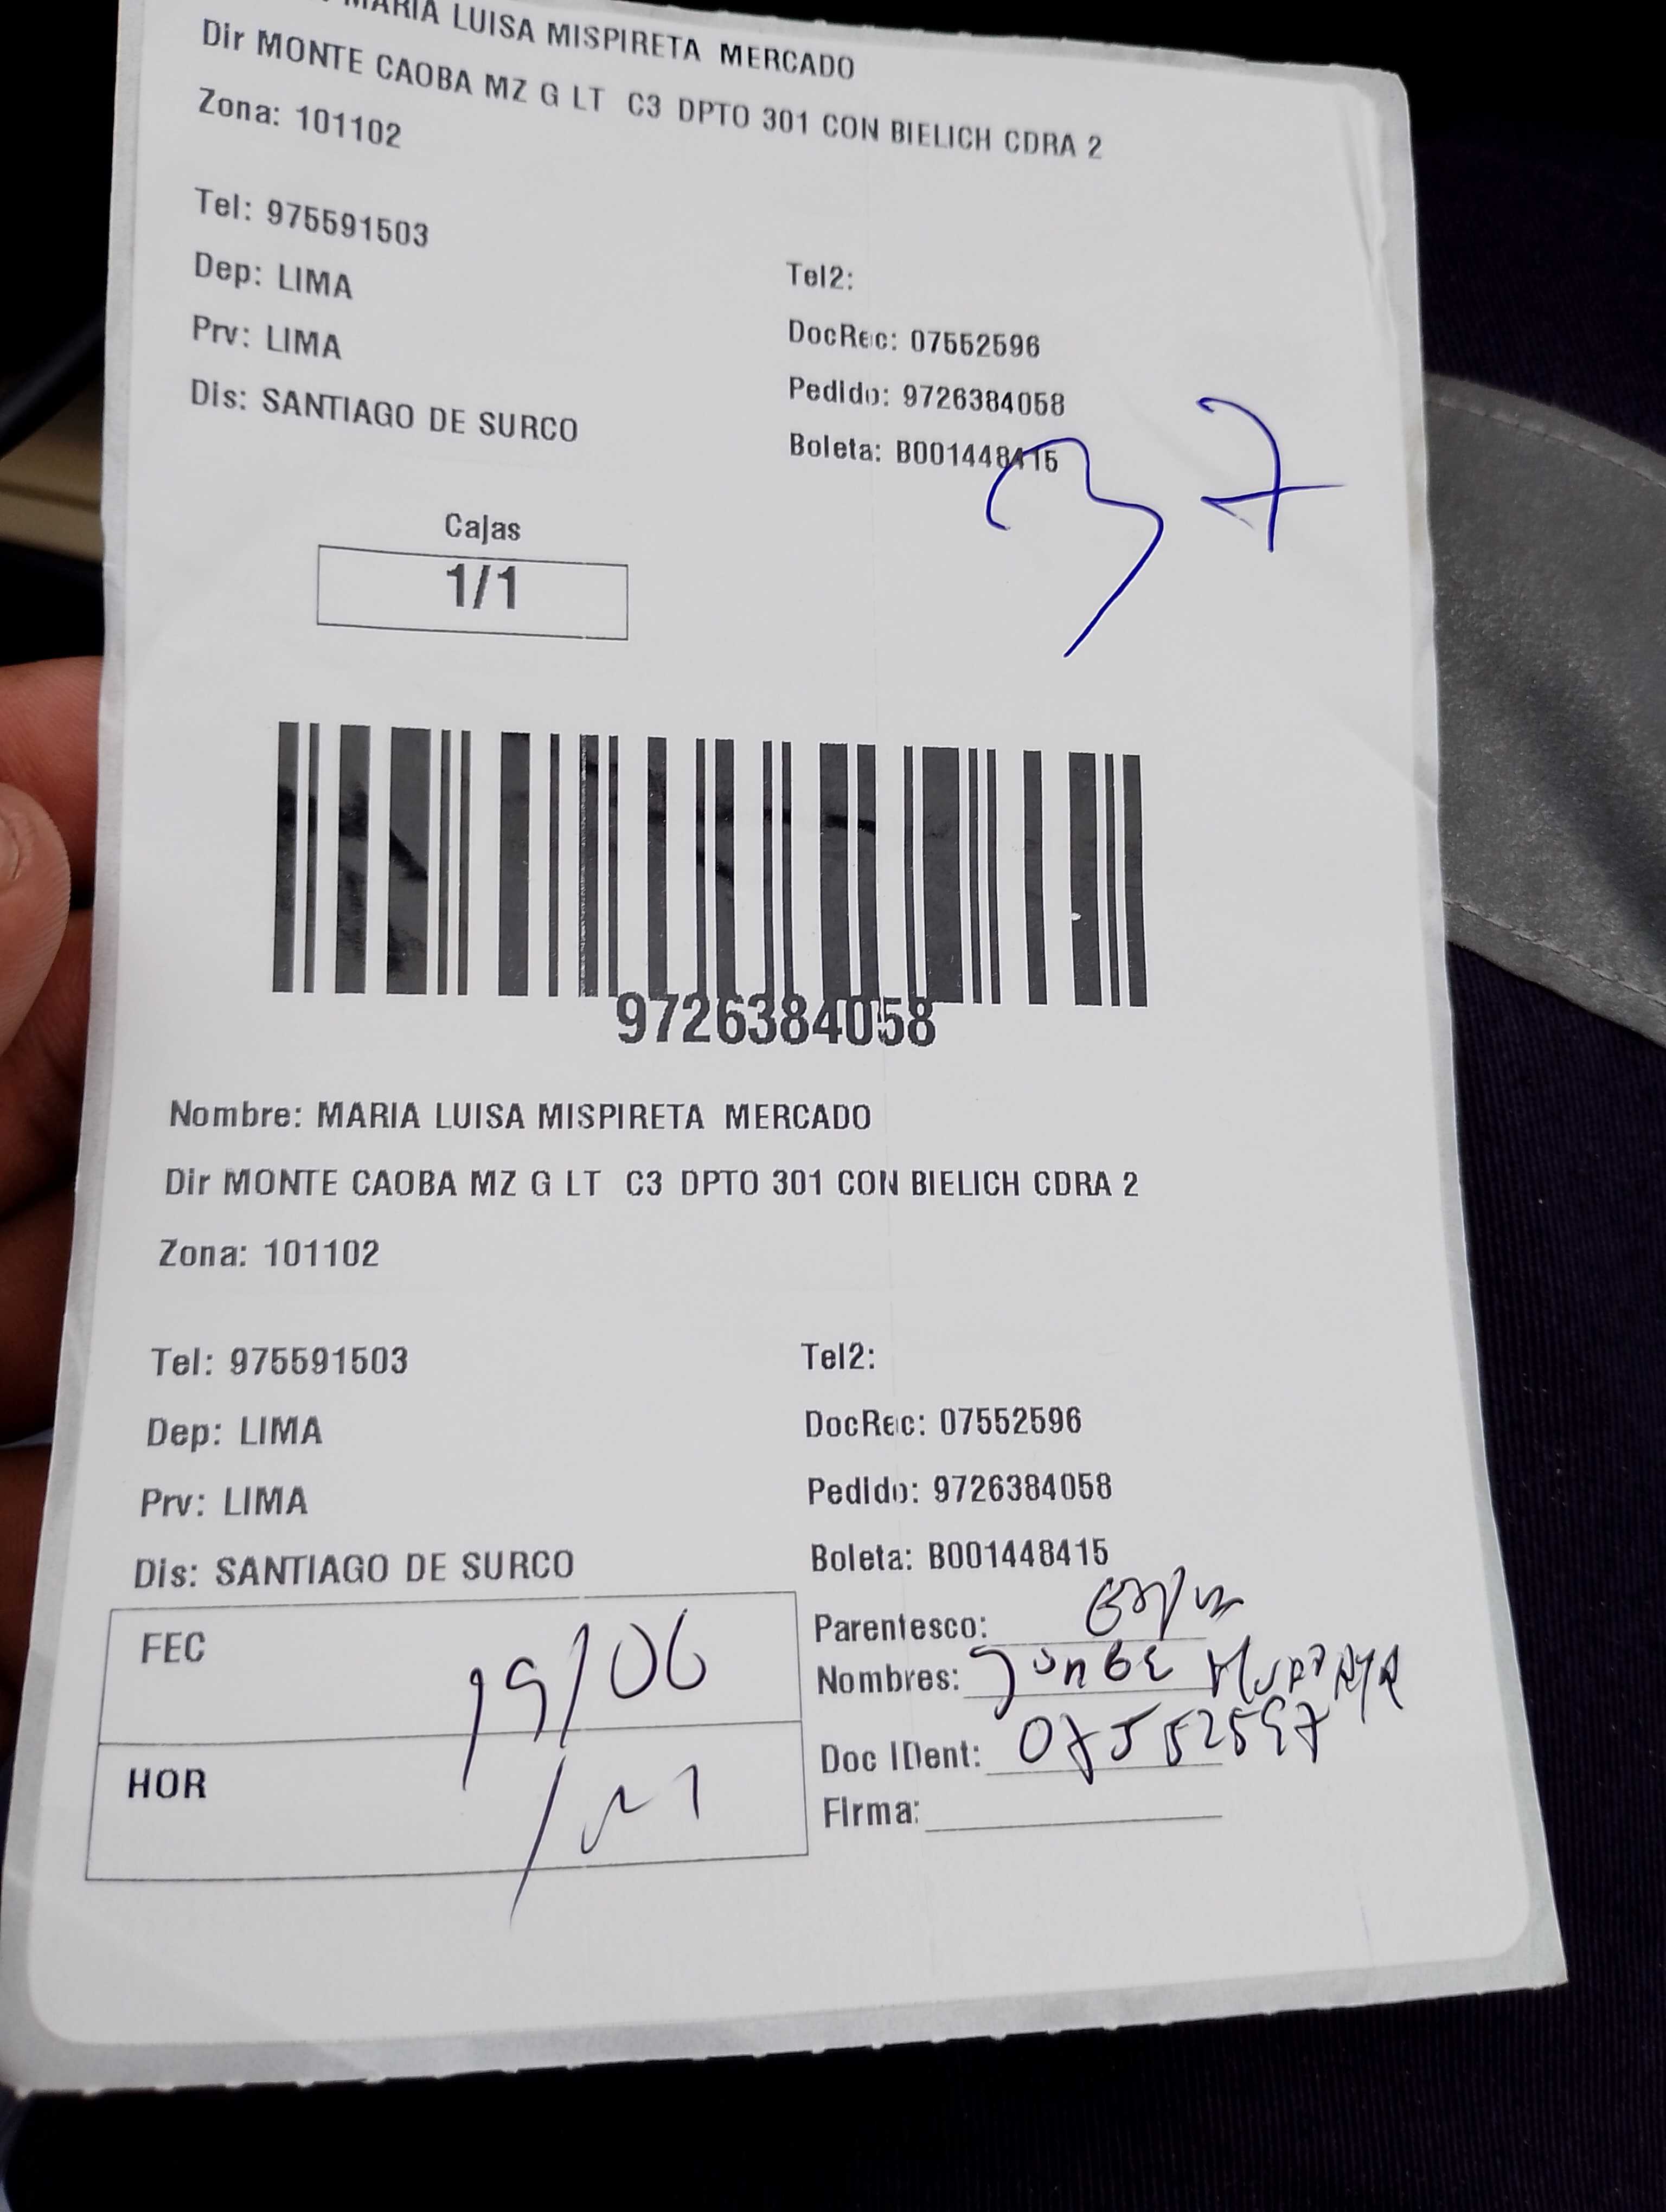 MARIA LUISA MISPIRETA MERCADO
Dir MONTE CAOBA MZ G LT C3 DPTO 301 CON BIELICH CDRA 2
Zona: 101102
Tel: 975591503
Tel2:
Dep: LIMA
DocRec: 07552596
Prv: LIMA
Pedido: 9726384058
Dis: SANTIAGO DE SURCO
Boleta: B001448415
37
Cajas
1/1
9726384058
Nombre: MARIA LUISA MISPIRETA MERCADO
Dir MONTE CAOBA MZ G LT C3 DPTO 301 CON BIELICH CDRA 2
Zona: 101102
Tel: 975591503
Tel2:
Dep: LIMA
DocRec: 07552596
Prv: LIMA
Pedido: 9726384058
Dis: SANTIAGO DE SURCO
Boleta: B001448415
FEC 19/06
HOR
Parentesco:
Nombres:
Doc IDent: 07552597
Firma: